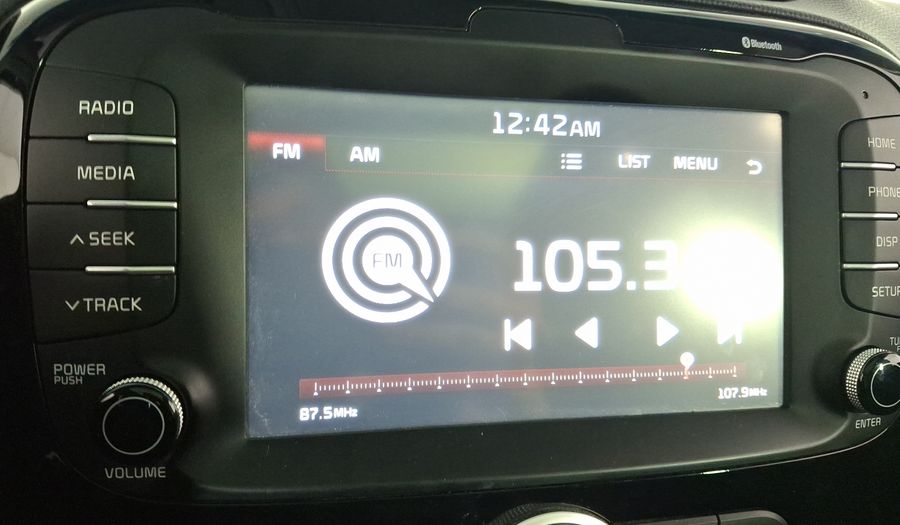 Bluetooth
RADIO
MEDIA
SEEK
TRACK
POWER
PUSH
VOLUME
12:42AM
FM
AM
LIST
MENU
FM
105.3
87.5MHz
107.9MHz
HOME
PHONE
DISP
SETUP
ENTER